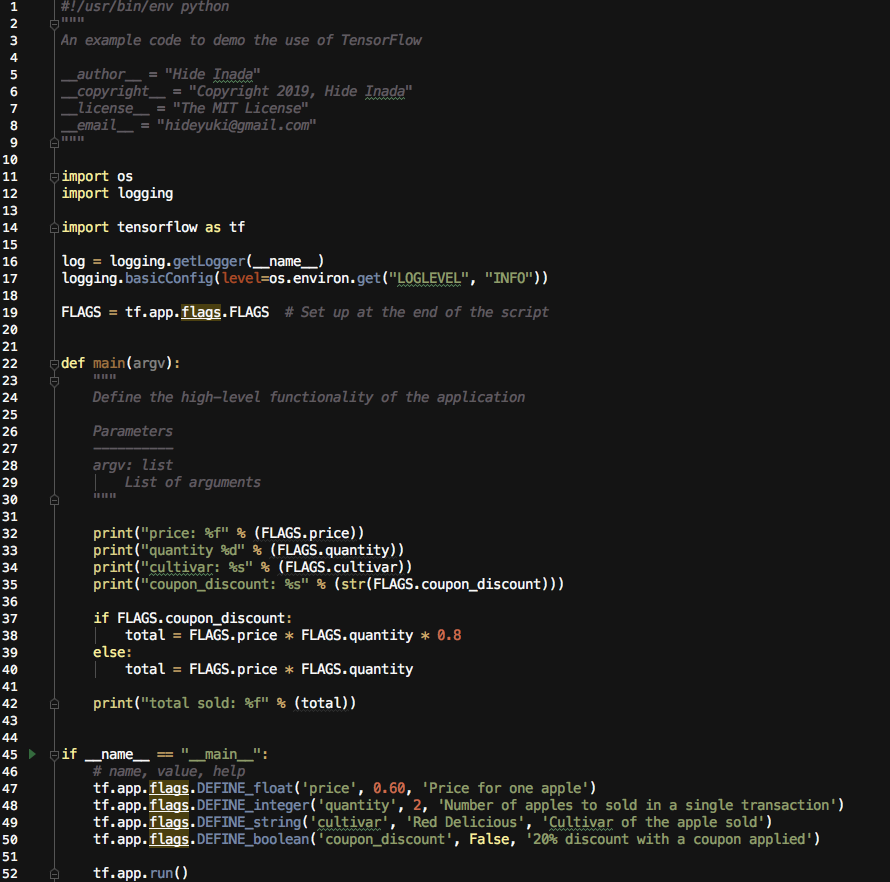 1 #!/usr/bin/env python
2 """
3 An example code to demo the use of TensorFlow
4
5 __author__ = "Hide Inada"
6 __copyright__ = "Copyright 2019, Hide Inada"
7 __license__ = "The MIT License"
8 __email__ = "hideyuki@gmail.com"
9 """
10
11 import os
12 import logging
13
14 import tensorflow as tf
15
16 log = logging.getLogger(__name__)
17 logging.basicConfig(level=os.environ.get("LOGLEVEL", "INFO"))
18
19 FLAGS = tf.app.flags.FLAGS  # Set up at the end of the script
20
21
22 def main(argv):
23     """
24     Define the high-level functionality of the application
25
26     Parameters
27     ----------
28     argv: list
29         List of arguments
30     """
31
32     print("price: %f" % (FLAGS.price))
33     print("quantity %d" % (FLAGS.quantity))
34     print("cultivar: %s" % (FLAGS.cultivar))
35     print("coupon_discount: %s" % (str(FLAGS.coupon_discount)))
36
37     if FLAGS.coupon_discount:
38         total = FLAGS.price * FLAGS.quantity * 0.8
39     else:
40         total = FLAGS.price * FLAGS.quantity
41
42     print("total sold: %f" % (total))
43
44
45 if __name__ == "__main__":
46     # name, value, help
47     tf.app.flags.DEFINE_float('price', 0.60, 'Price for one apple')
48     tf.app.flags.DEFINE_integer('quantity', 2, 'Number of apples to sold in a single transaction')
49     tf.app.flags.DEFINE_string('cultivar', 'Red Delicious', 'Cultivar of the apple sold')
50     tf.app.flags.DEFINE_boolean('coupon_discount', False, '20% discount with a coupon applied')
51
52     tf.app.run()